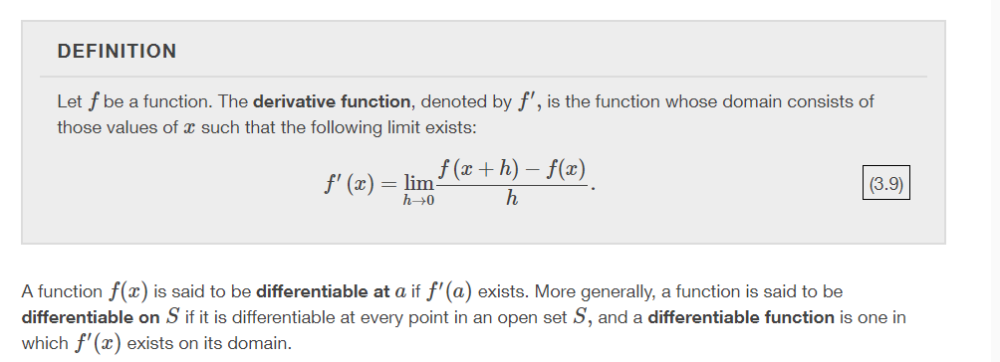 DEFINITION
Let f be a function. The derivative function, denoted by f′, is the function whose domain consists of
those values of x such that the following limit exists:
f′ (x) = lim h→0 f (x + h) − f(x) / h . (3.9)
A function f(x) is said to be differentiable at a if f′(a) exists. More generally, a function is said to be
differentiable on S if it is differentiable at every point in an open set S, and a differentiable function is one in
which f′(x) exists on its domain.